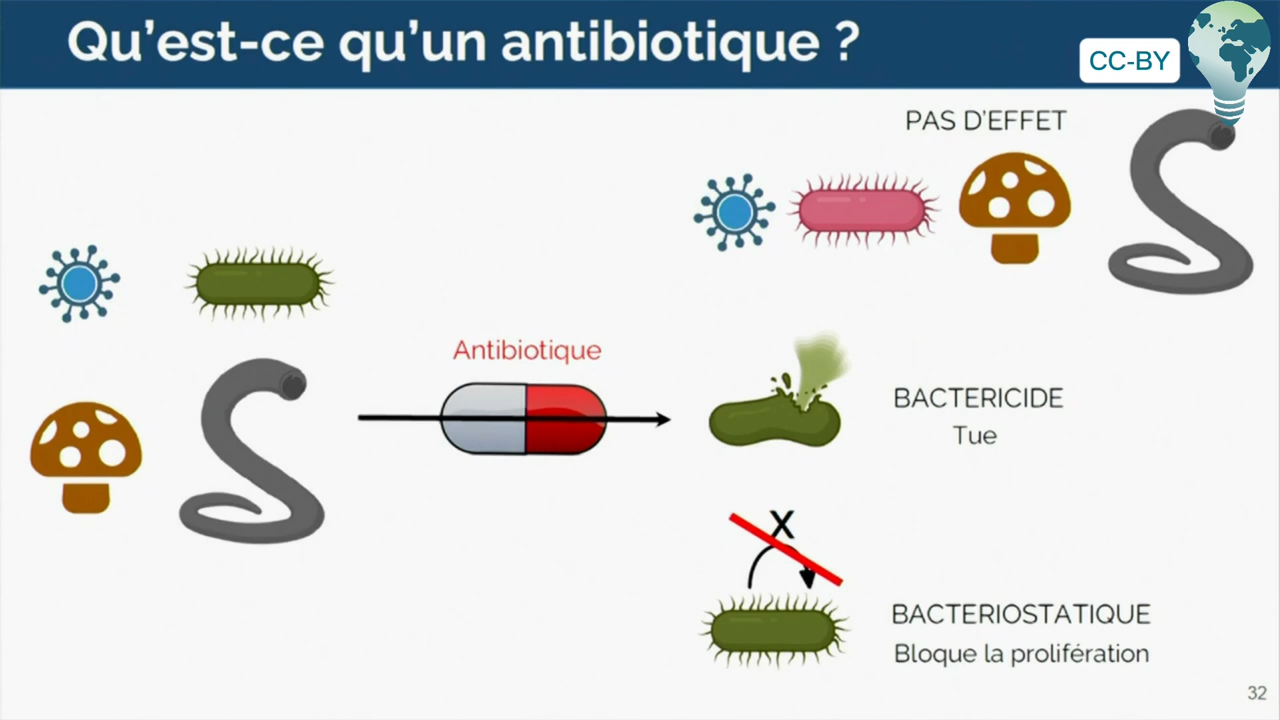 Qu’est-ce qu’un antibiotique ?
CC-BY
PAS D’EFFET
Antibiotique
BACTERICIDE
Tue
X
BACTERIOSTATIQUE
Bloque la prolifération
32